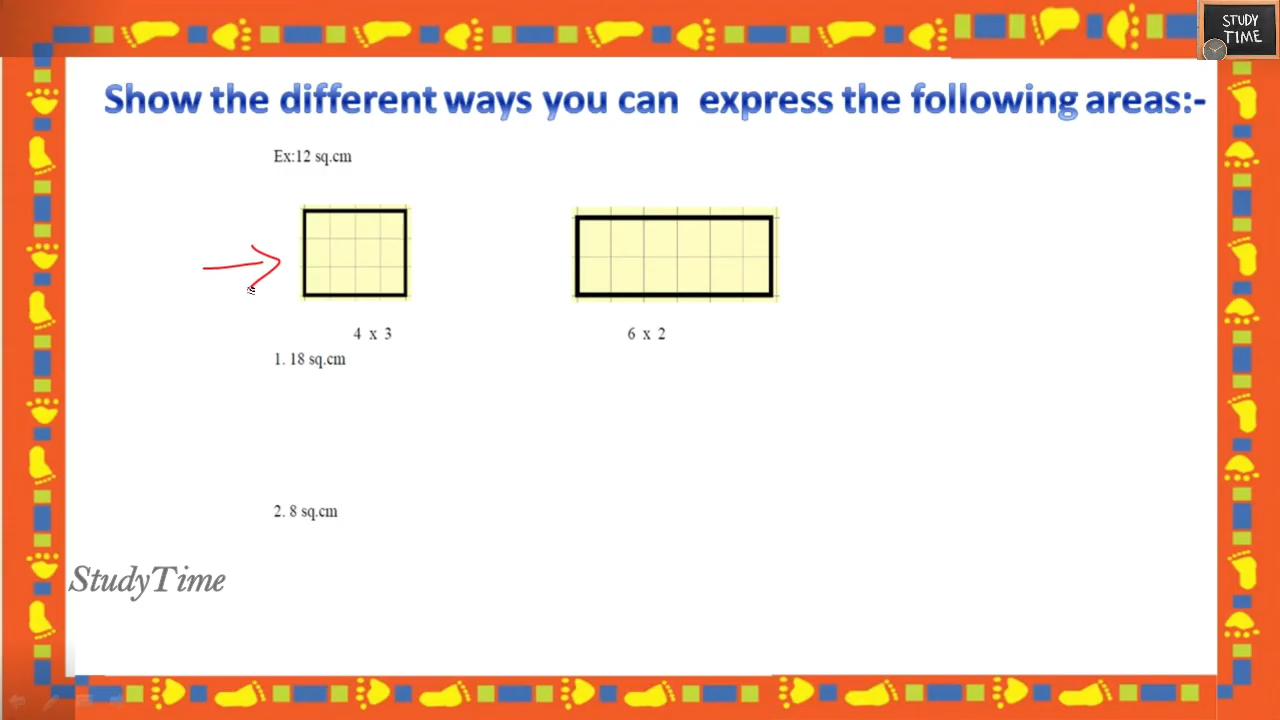 STUDY
TIME
Show the different ways you can express the following areas:-
Ex:12 sq.cm
4 x 3
6 x 2
1. 18 sq.cm
2. 8 sq.cm
StudyTime